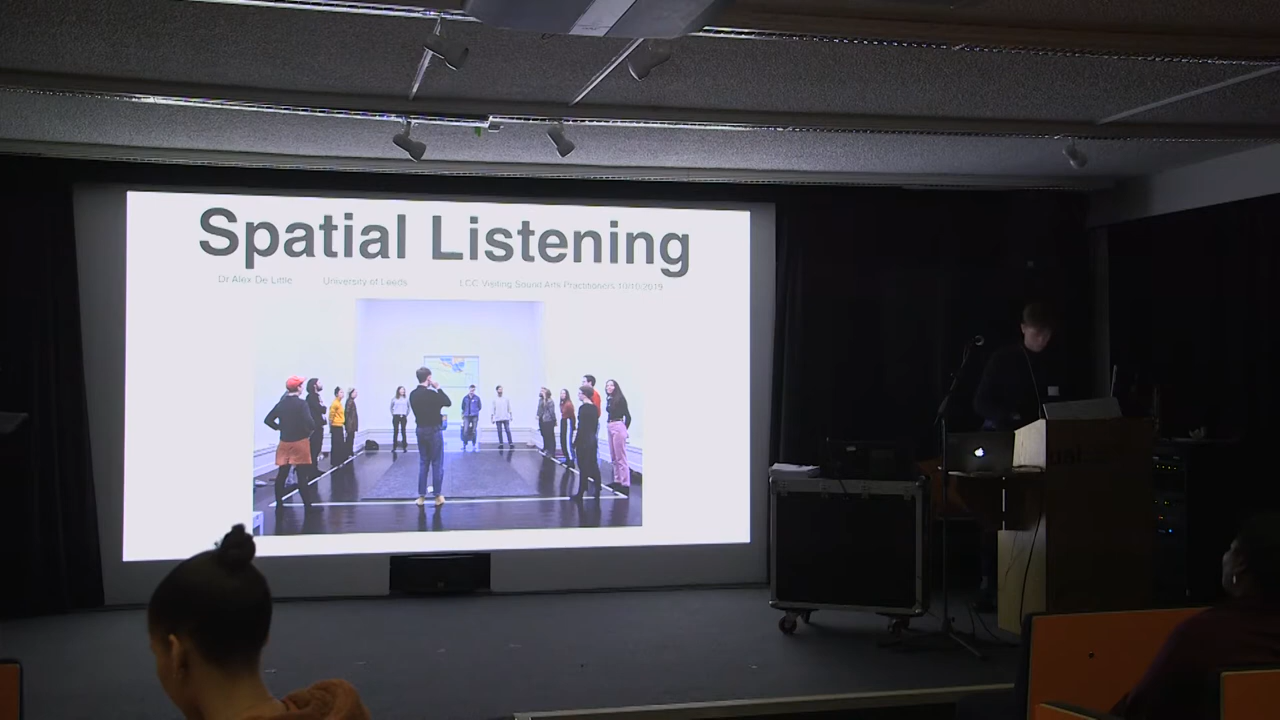 Spatial Listening
Dr Alex De Little University of Leeds LCC Visiting Sound Arts Practitioners 10/10/2019